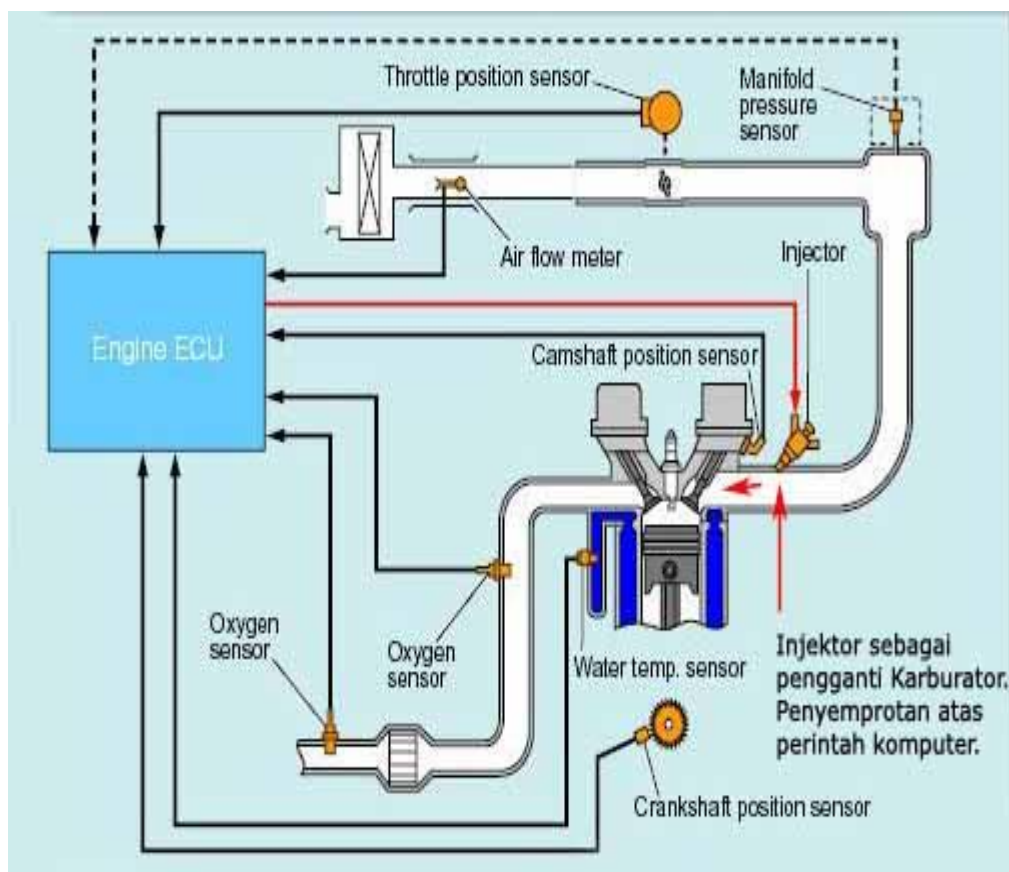 Throttle position sensor
Manifold
pressure
sensor
Air flow meter
Injector
Engine ECU
Camshaft position sensor
Oxygen
sensor
Oxygen
sensor
Water temp. sensor
Injektor sebagai
pengganti Karburator.
Penyemprotan atas
perintah komputer.
Crankshaft position sensor